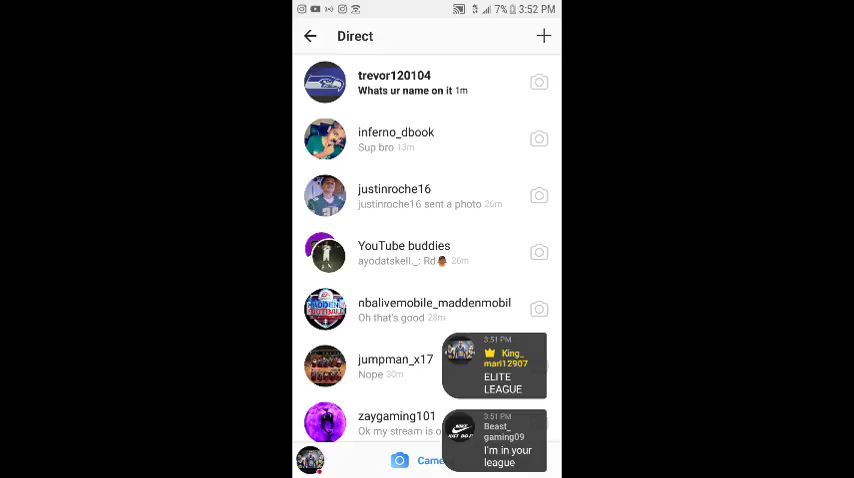 7% 3:52 PM
Direct
trevor120104
Whats ur name on it 1m
inferno_dbook
Sup bro 13m
justinroche16
justinroche16 sent a photo 26m
YouTube buddies
ayodatskell._: Rd 26m
nbalivemobile_maddenmobil
Oh that's good 28m
jumpman_x17
Nope 30m
zaygaming101
Ok my stream is o
Came
3:51 PM
King_
mari12907
ELITE
LEAGUE
3:51 PM
Beast_
gaming09
I'm in your
league